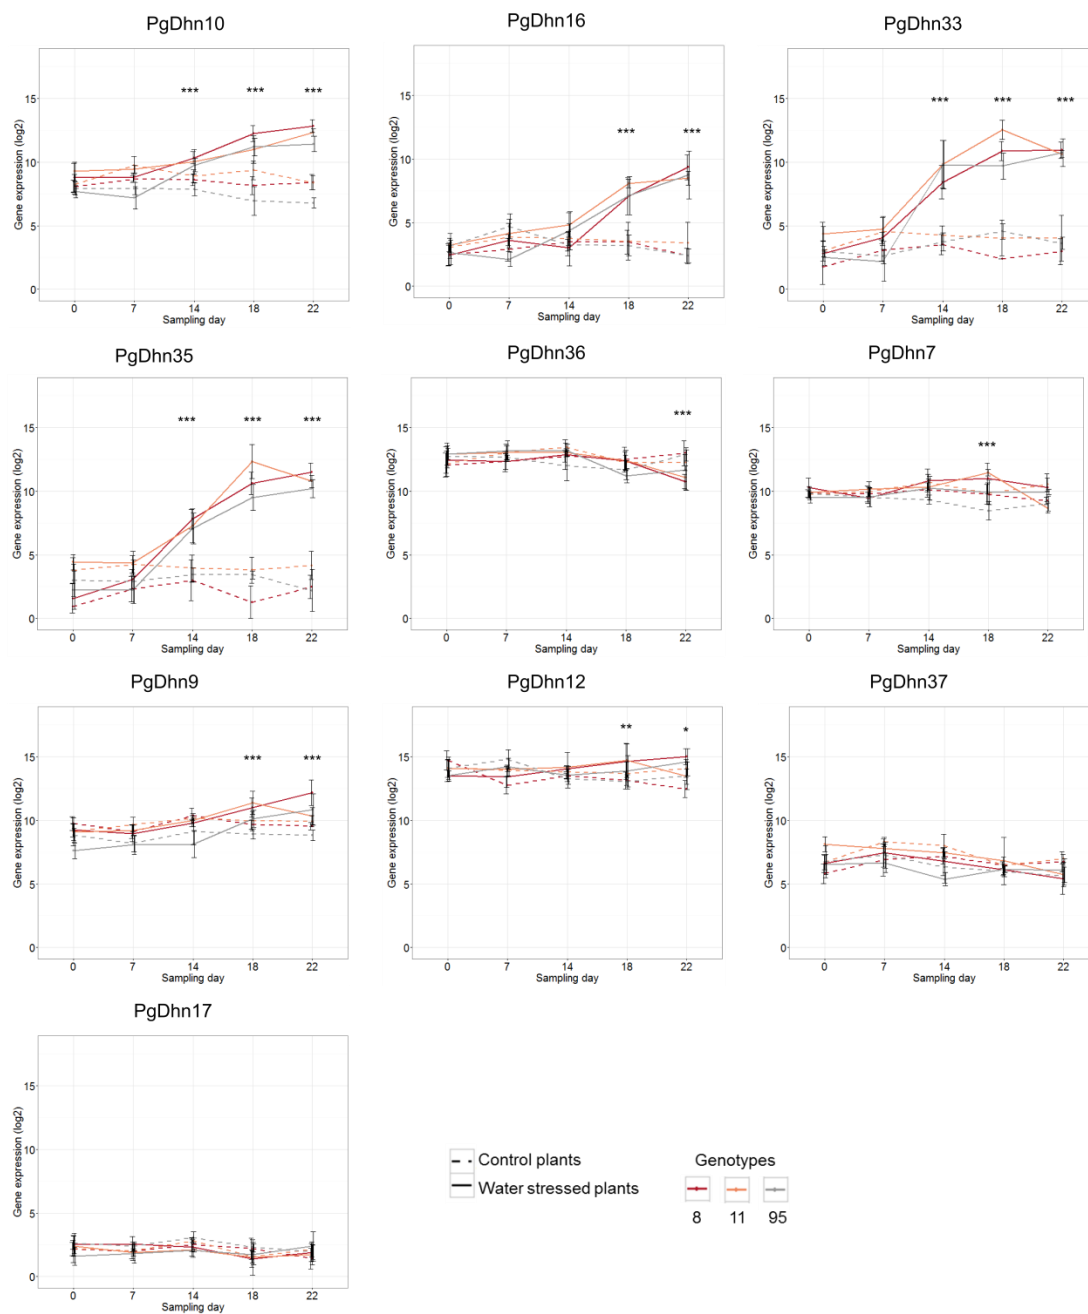 PgDhn10
PgDhn16
PgDhn33
Gene expression (log2)
15
10
5
0
***
***
***
0 7 14 18 22
Sampling day
Gene expression (log2)
15
10
5
0
***
***
0 7 14 18 22
Sampling day
Gene expression (log2)
15
10
5
0
***
***
***
0 7 14 18 22
Sampling day
PgDhn35
PgDhn36
PgDhn7
Gene expression (log2)
15
10
5
0
***
***
***
0 7 14 18 22
Sampling day
Gene expression (log2)
15
10
5
0
***
0 7 14 18 22
Sampling day
Gene expression (log2)
15
10
5
0
***
0 7 14 18 22
Sampling day
PgDhn9
PgDhn12
PgDhn37
Gene expression (log2)
15
10
5
0
***
***
0 7 14 18 22
Sampling day
Gene expression (log2)
15
10
5
0
**
*
0 7 14 18 22
Sampling day
Gene expression (log2)
15
10
5
0
0 7 14 18 22
Sampling day
PgDhn17
Gene expression (log2)
15
10
5
0
0 7 14 18 22
Sampling day
Control plants
Water stressed plants
Genotypes
8 11 95